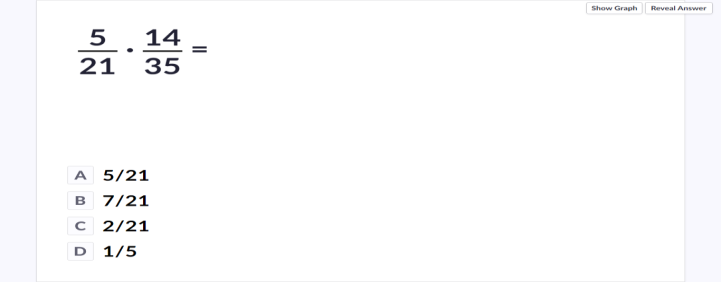 Show Graph Reveal Answer
5/21 · 14/35 =
A 5/21
B 7/21
C 2/21
D 1/5